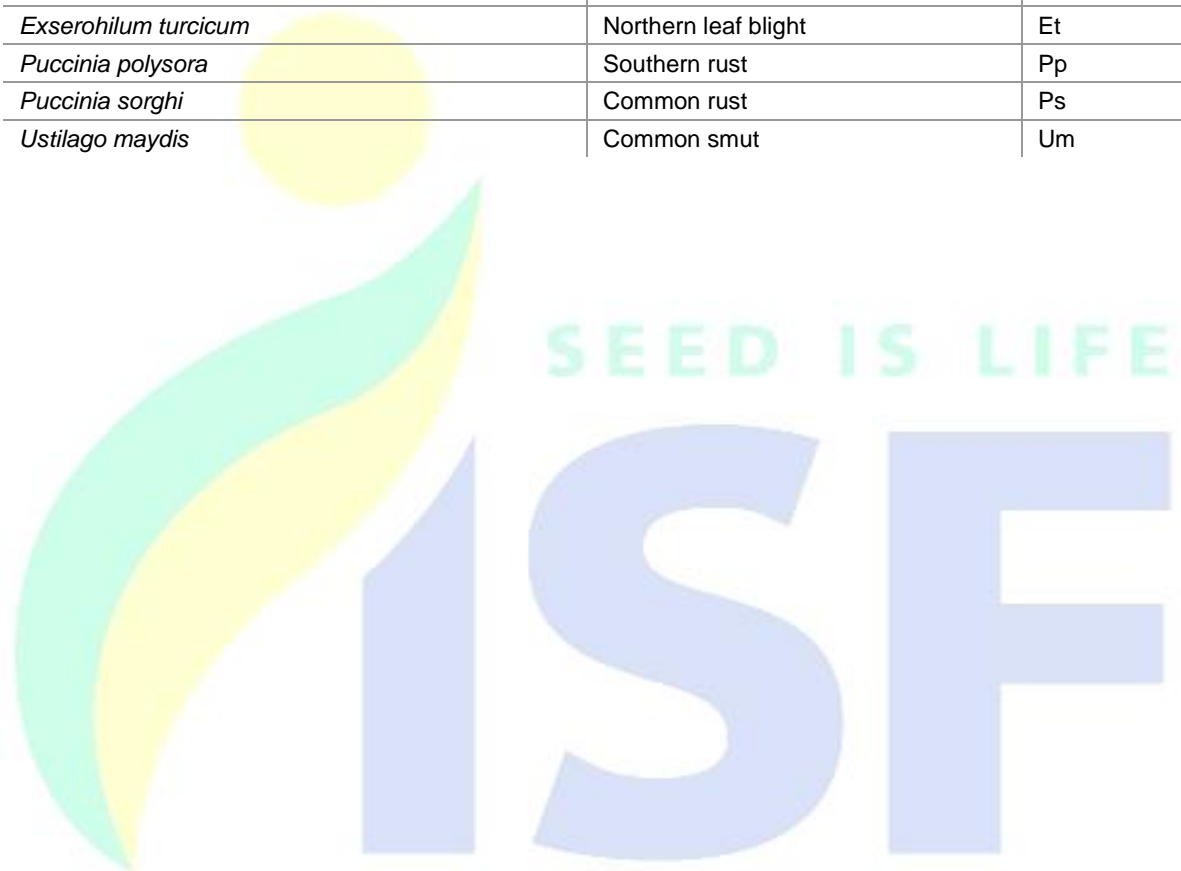 Exserohilum turcicum Northern leaf blight Et
Puccinia polysora Southern rust Pp
Puccinia sorghi Common rust Ps
Ustilago maydis Common smut Um
SEED IS LIFE
ISF